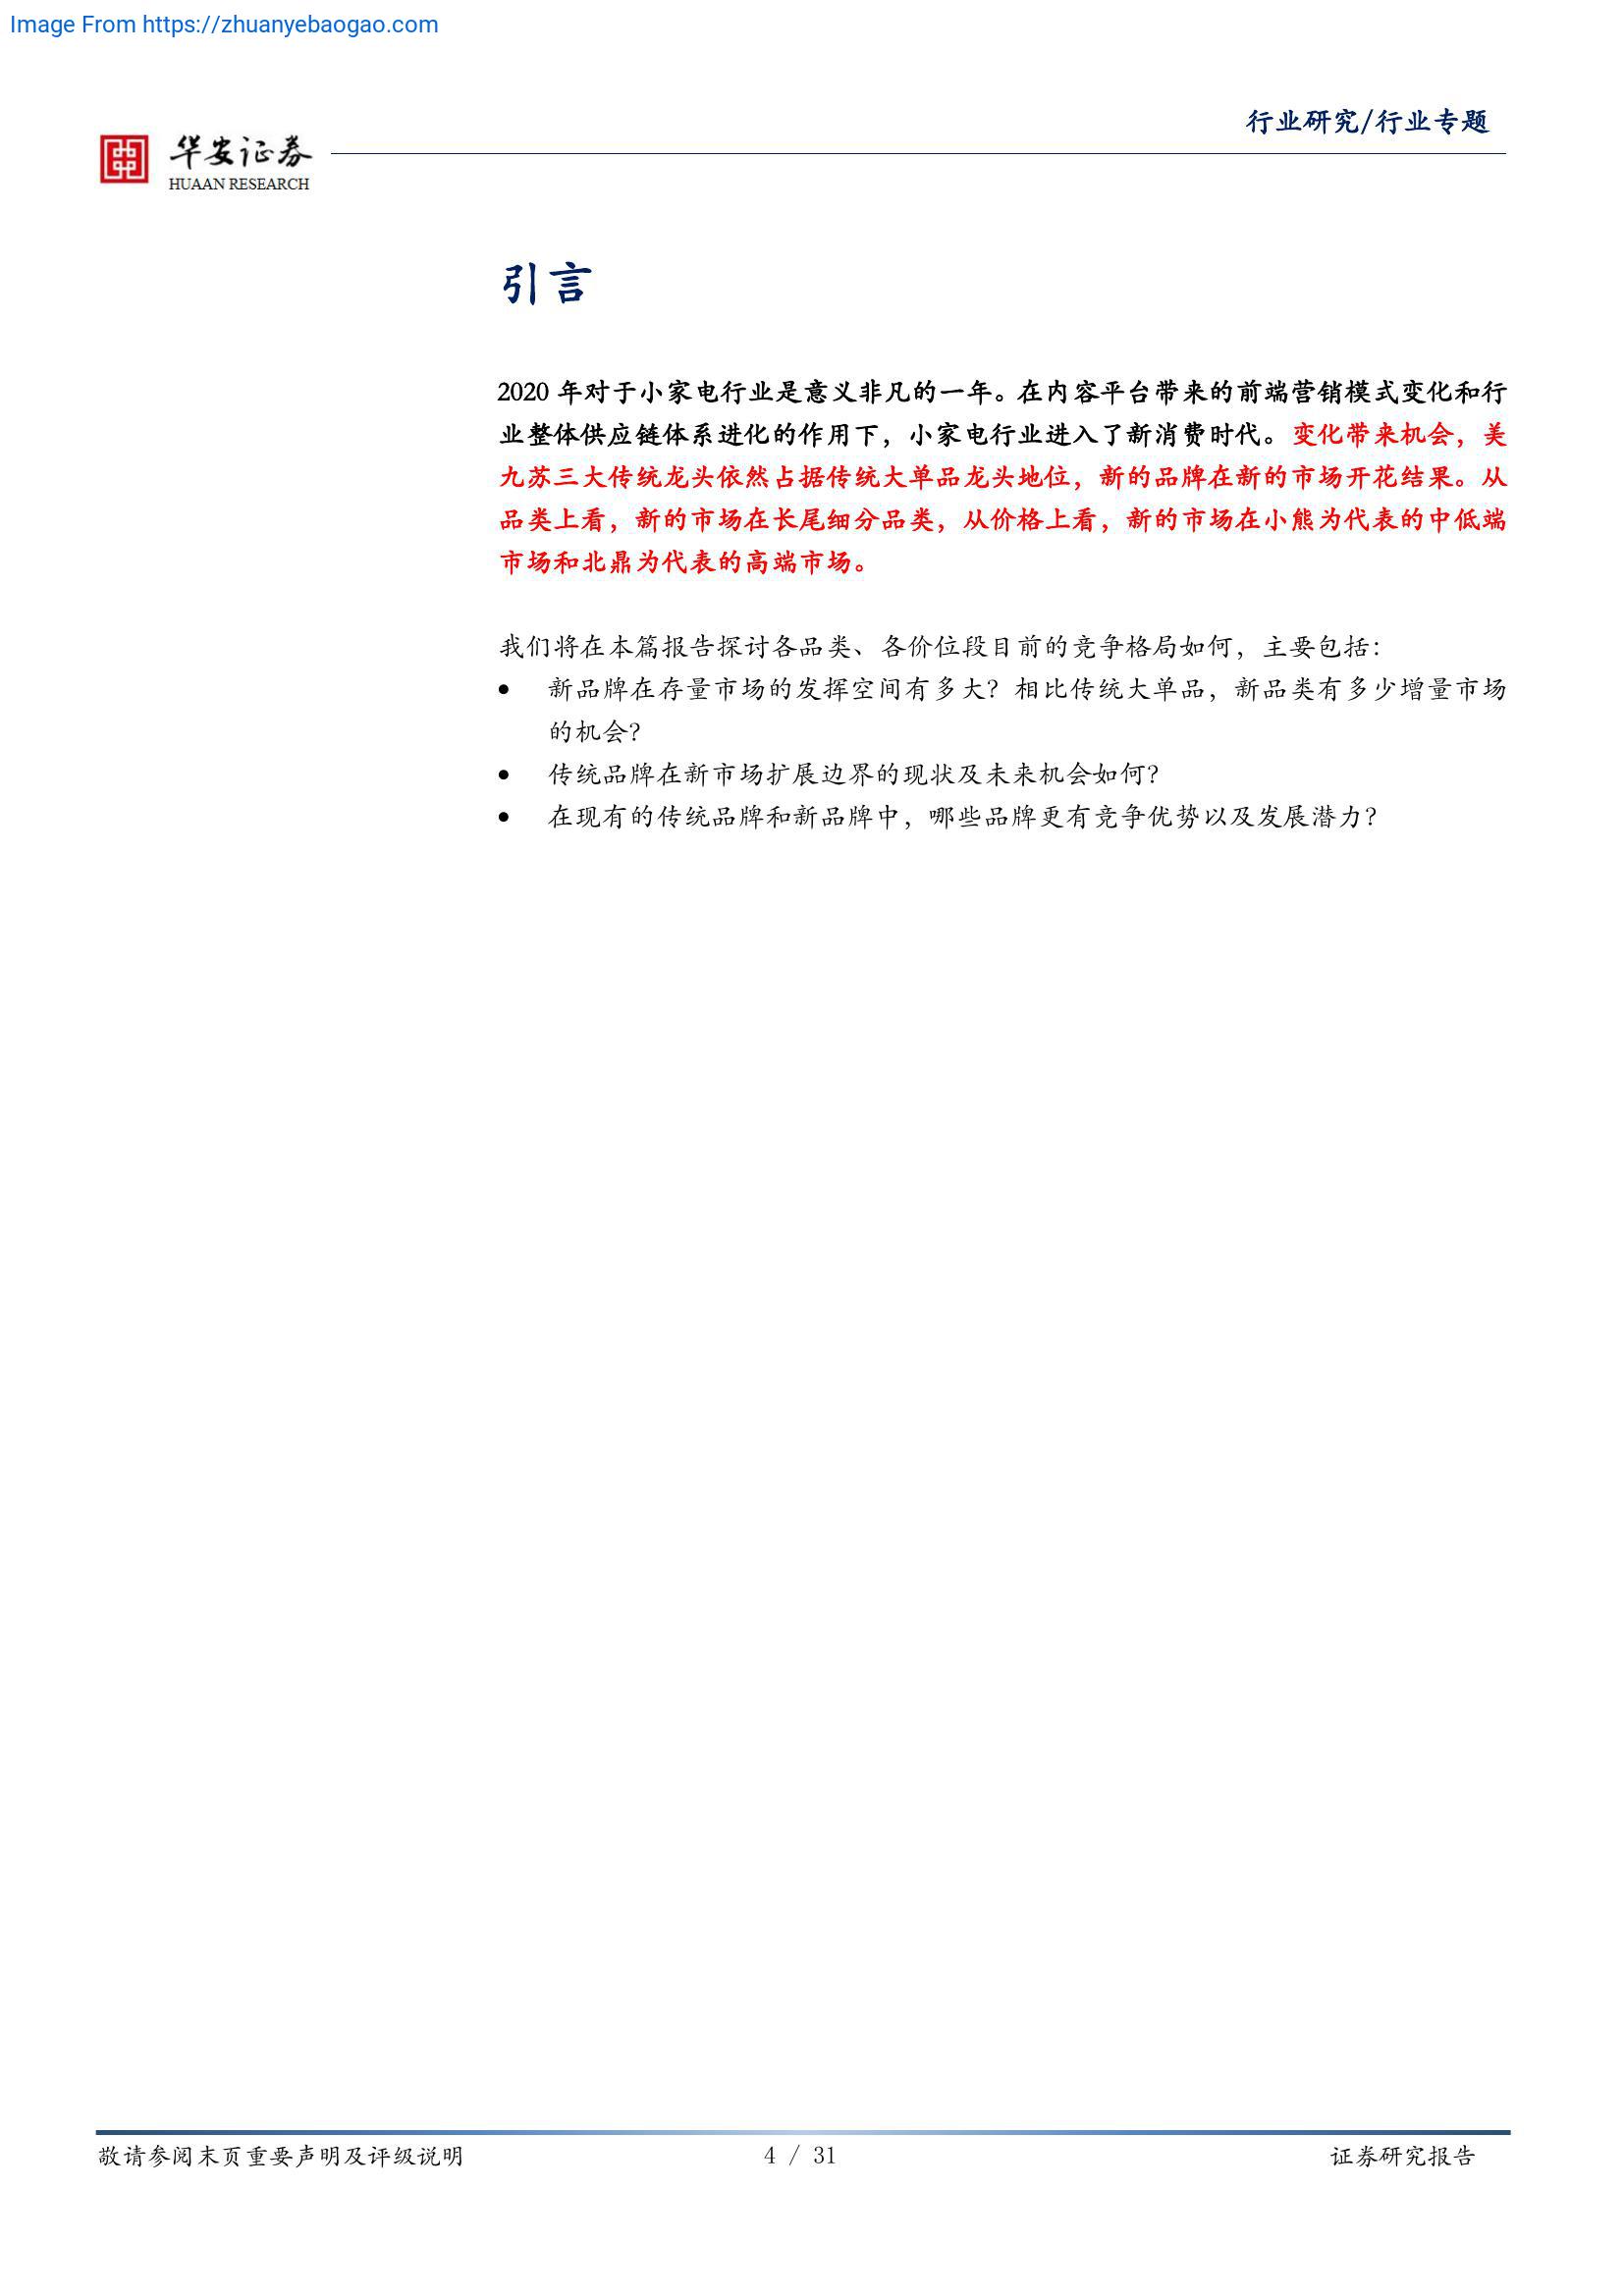 Image From https://zhuanyebaogao.com
行业研究/行业专题
华安证券
HUAAN RESEARCH
引言
2020 年对于小家电行业是意义非凡的一年。在内容平台带来的前端营销模式变化和行
业整体供应链体系进化的作用下，小家电行业进入了新消费时代。变化带来机会，美
九苏三大传统龙头依然占据传统大单品龙头地位，新的品牌在新的市场开花结果。从
品类上看，新的市场在长尾细分品类，从价格上看，新的市场在小熊为代表的中低端
市场和北鼎为代表的高端市场。
我们将在本篇报告探讨各品类、各价位段目前的竞争格局如何，主要包括：
• 新品牌在存量市场的发挥空间有多大？相比传统大单品，新品类有多少增量市场
的机会？
• 传统品牌在新市场扩展边界的现状及未来机会如何？
• 在现有的传统品牌和新品牌中，哪些品牌更有竞争优势以及发展潜力？
敬请参阅末页重要声明及评级说明
4 / 31
证券研究报告